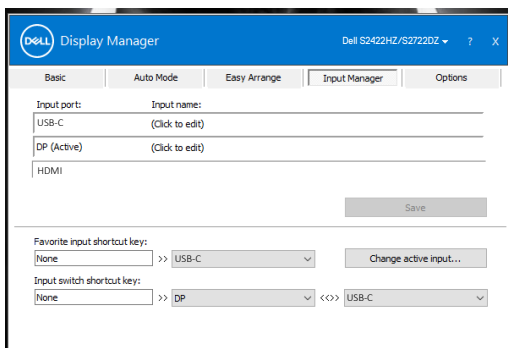 DELL Display Manager Dell S2422HZ/S2722DZ ? X
Basic Auto Mode Easy Arrange Input Manager Options
Input port: Input name:
USB-C (Click to edit)
DP (Active) (Click to edit)
HDMI
Save
Favorite input shortcut key:
None >> USB-C Change active input...
Input switch shortcut key:
None >> DP <<>> USB-C